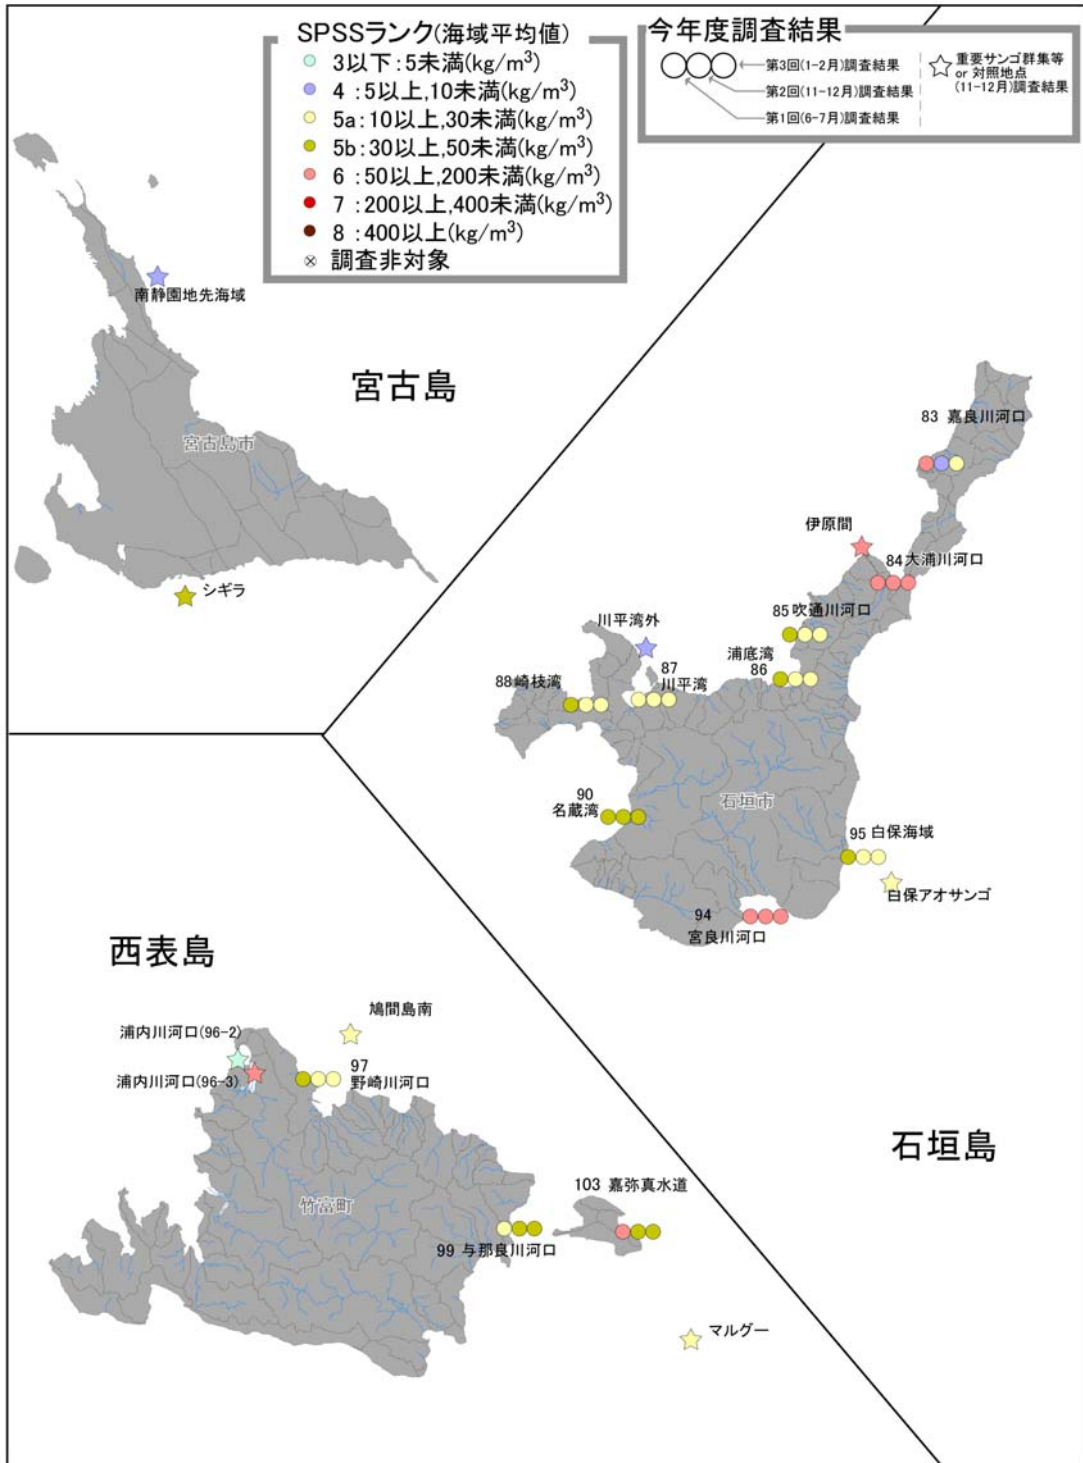 SPSSランク(海域平均値)
3以下:5未満(kg/m³)
4 :5以上,10未満(kg/m³)
5a:10以上,30未満(kg/m³)
5b:30以上,50未満(kg/m³)
6 :50以上,200未満(kg/m³)
7 :200以上,400未満(kg/m³)
8 :400以上(kg/m³)
調査非対象
今年度調査結果
第3回(1-2月)調査結果
第2回(11-12月)調査結果
第1回(6-7月)調査結果
重要サンゴ群集等
or 対照地点
(11-12月)調査結果
南静園地先海域
宮古島
宮古島市
シギラ
83 嘉良川河口
伊原間
84 大浦川河口
85 吹通川河口
川平湾外
浦底湾
86
87
川平湾
88 崎枝湾
90
名蔵湾
石垣市
95 白保海域
白保アオサンゴ
94
宮良川河口
石垣島
西表島
鳩間島南
浦内川河口(96-2)
浦内川河口(96-3)
97
野崎川河口
竹富町
103 嘉弥真水道
99 与那良川河口
マルグー